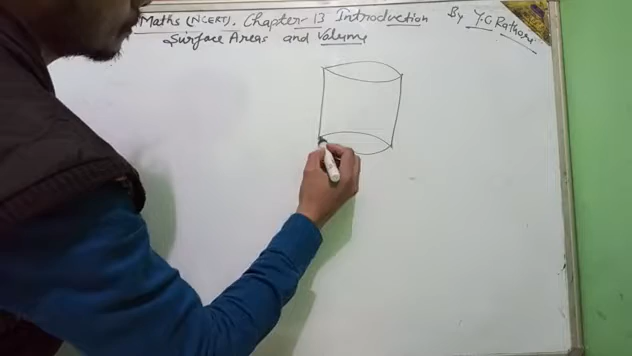 Maths (NCERT). Chapter-13 Introduction By Y.G Rathore
Surface Areas and Volume